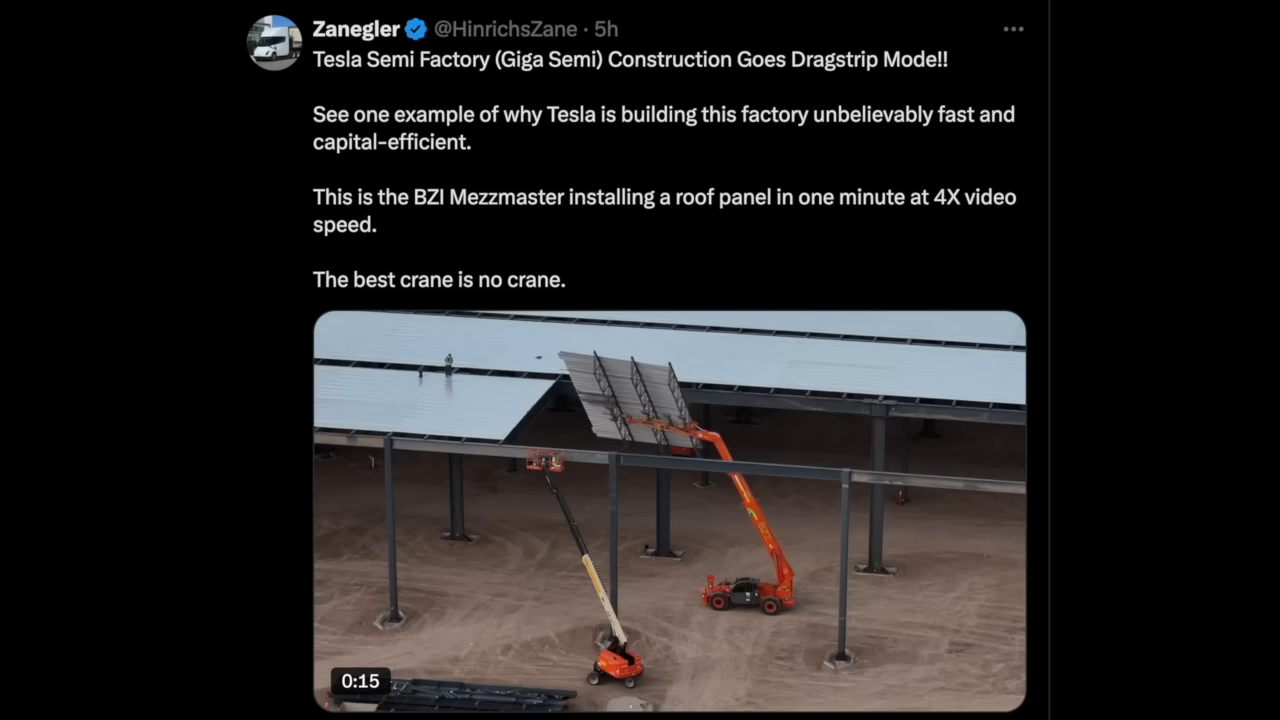 Zanegler @HinrichsZane · 5h
Tesla Semi Factory (Giga Semi) Construction Goes Dragstrip Mode!!
See one example of why Tesla is building this factory unbelievably fast and
capital-efficient.
This is the BZI Mezzmaster installing a roof panel in one minute at 4X video
speed.
The best crane is no crane.
0:15